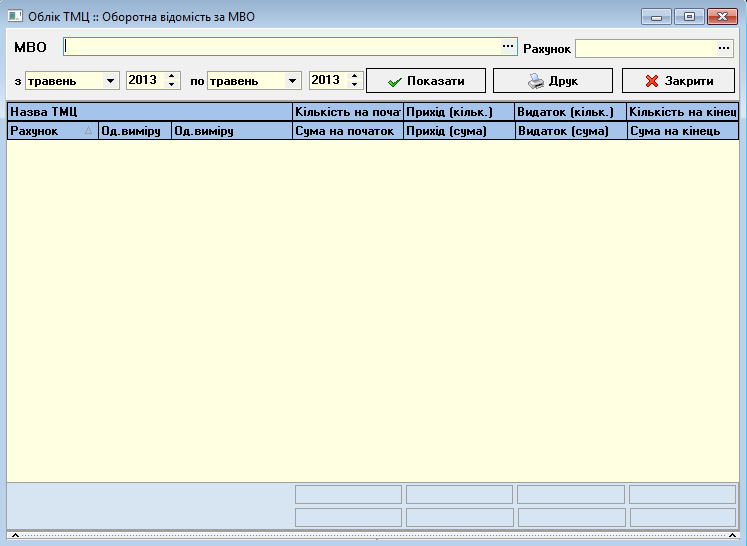 Облік ТМЦ :: Оборотна відомість за МВО
МВО ... Рахунок ...
з травень 2013 по травень 2013 Показати Друк Закрити
Назва ТМЦ Кількість на поча Прихід (кільк.) Видаток (кільк.) Кількість на кінец
Рахунок Од.виміру Од.виміру Сума на початок Прихід (сума) Видаток (сума) Сума на кінець